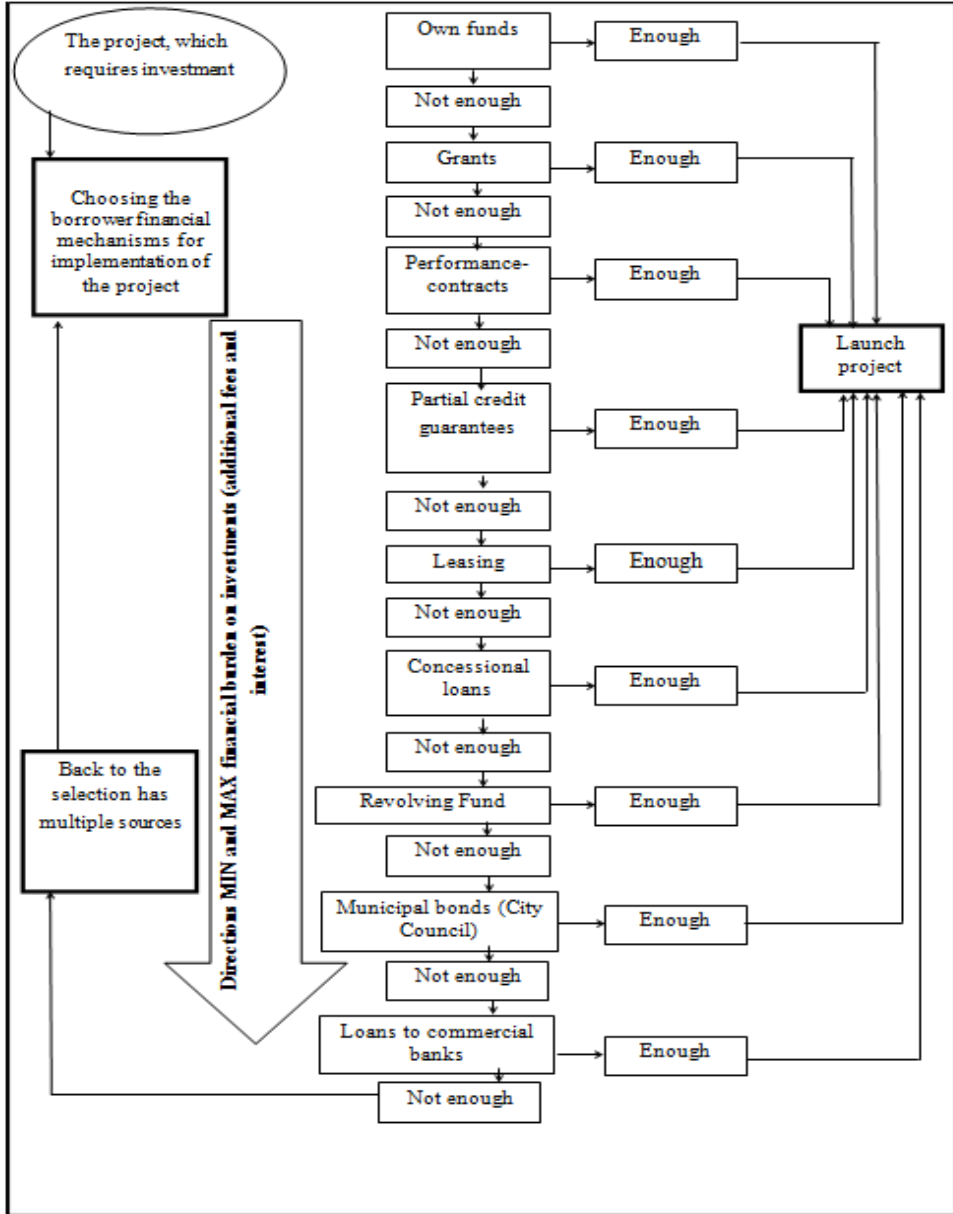 The project, which
requires investment
Choosing the
borrower financial
mechanisms for
implementation of
the project
Back to the
selection has
multiple sources
Directions MIN and MAX financial burden on investments (additional fees and
interest)
Own funds
Enough
Not enough
Grants
Enough
Not enough
Performance-
contracts
Enough
Not enough
Launch
project
Partial credit
guarantees
Enough
Not enough
Leasing
Enough
Not enough
Concessional
loans
Enough
Not enough
Revolving Fund
Enough
Not enough
Municipal bonds (City
Council)
Enough
Not enough
Loans to commercial
banks
Enough
Not enough